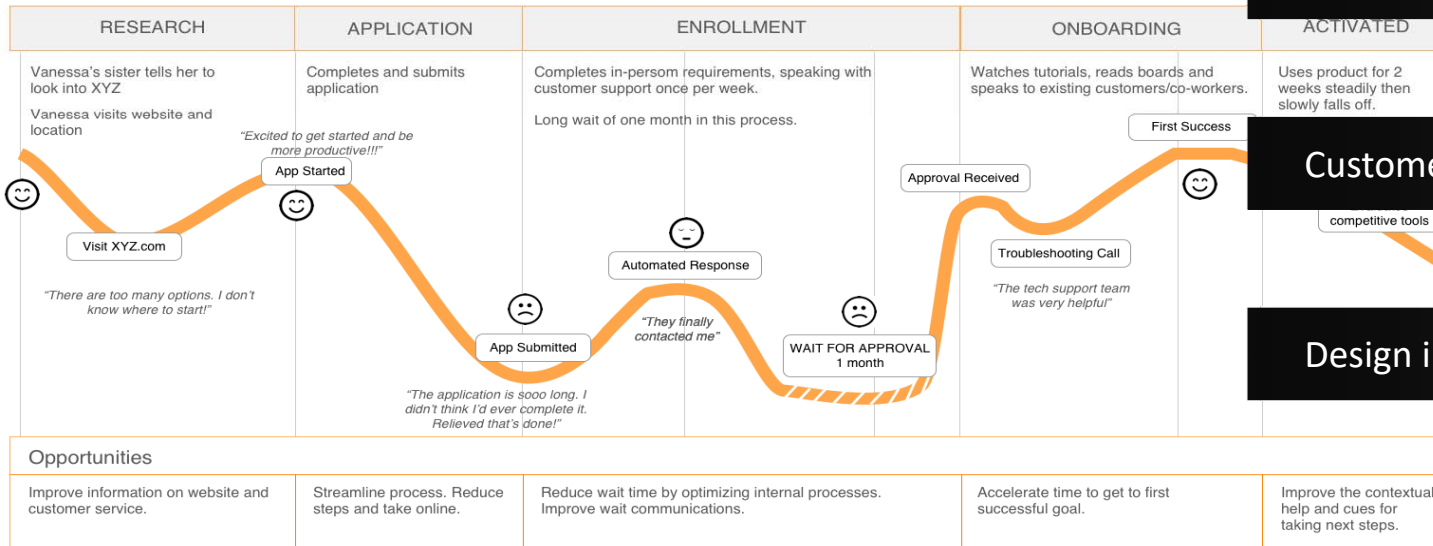 RESEARCH
APPLICATION
ENROLLMENT
ONBOARDING
ACTIVATED
Vanessa's sister tells her to
look into XYZ
Vanessa visits website and
location
Completes and submits
application
Completes in-persom requirements, speaking with
customer support once per week.
Long wait of one month in this process.
Watches tutorials, reads boards and
speaks to existing customers/co-workers.
Uses product for 2
weeks steadily then
slowly falls off.
"Excited to get started and be
more productive!!!"
App Started
Visit XYZ.com
"There are too many options. I don't
know where to start!"
App Submitted
"The application is sooo long. I
didn't think I'd ever complete it.
Relieved that's done!"
Automated Response
"They finally
contacted me"
WAIT FOR APPROVAL
1 month
Approval Received
Troubleshooting Call
"The tech support team
was very helpful"
First Success
Custome
competitive tools
Design i
Opportunities
Improve information on website and
customer service.
Streamline process. Reduce
steps and take online.
Reduce wait time by optimizing internal processes.
Improve wait communications.
Accelerate time to get to first
successful goal.
Improve the contextual
help and cues for
taking next steps.